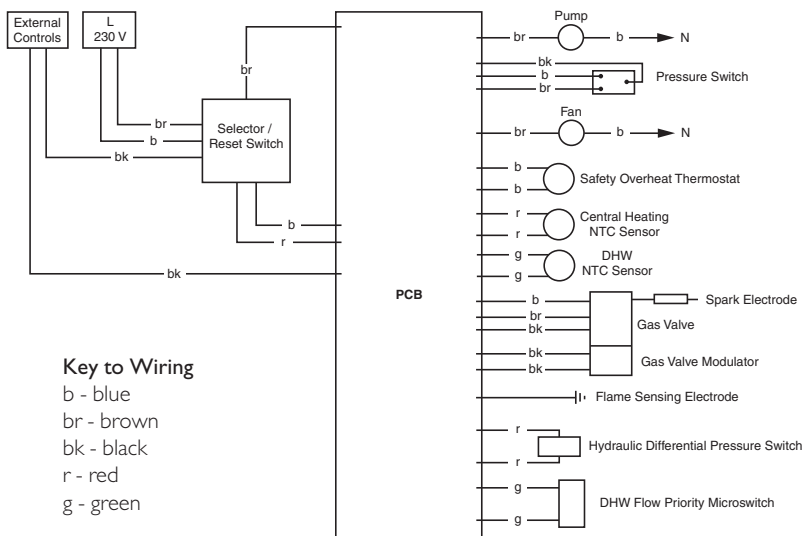 External
Controls
L
230 V
br
br
b
bk
Selector /
Reset Switch
b
r
bk
PCB
Pump
br
b
N
bk
b
br
Pressure Switch
Fan
br
b
N
b
b
Safety Overheat Thermostat
r
r
Central Heating
NTC Sensor
g
g
DHW
NTC Sensor
b
br
bk
Spark Electrode
Gas Valve
bk
bk
Gas Valve Modulator
Flame Sensing Electrode
r
r
Hydraulic Differential Pressure Switch
g
g
DHW Flow Priority Microswitch
Key to Wiring
b - blue
br - brown
bk - black
r - red
g - green